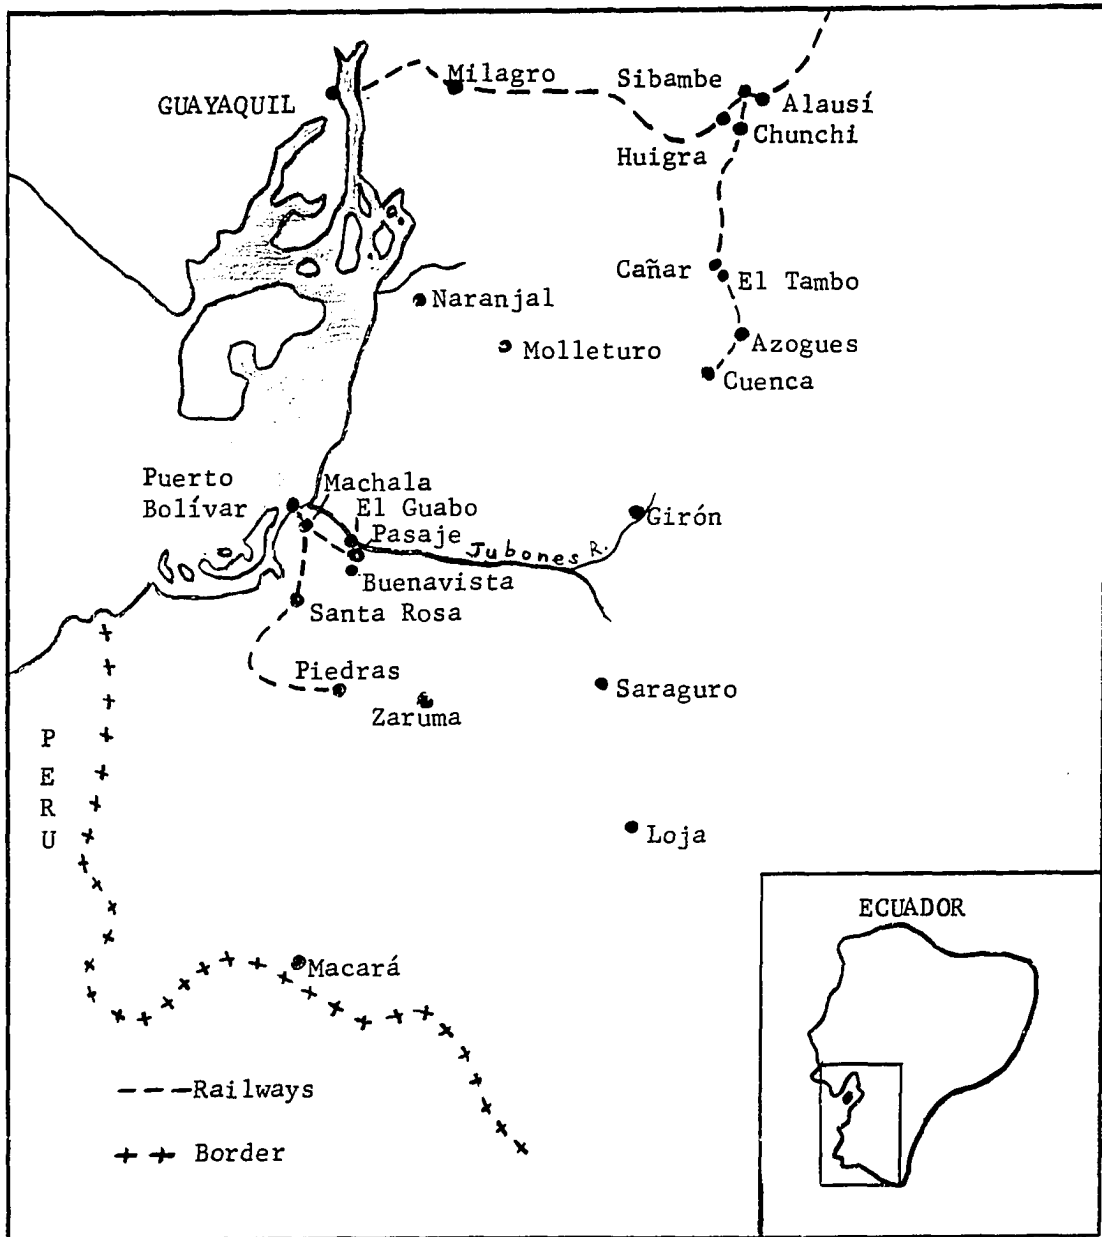 GUAYAQUIL
Milagro
Sibambe
Alausí
Huigra
Chunchi
Cañar
El Tambo
Naranjal
Molleturo
Azogues
Cuenca
Puerto
Bolívar
Machala
El Guabo
Pasaje
Jubones R.
Girón
Buenavista
Santa Rosa
Piedras
Zaruma
Saraguro
PERU
Loja
Macará
Railways
Border
ECUADOR